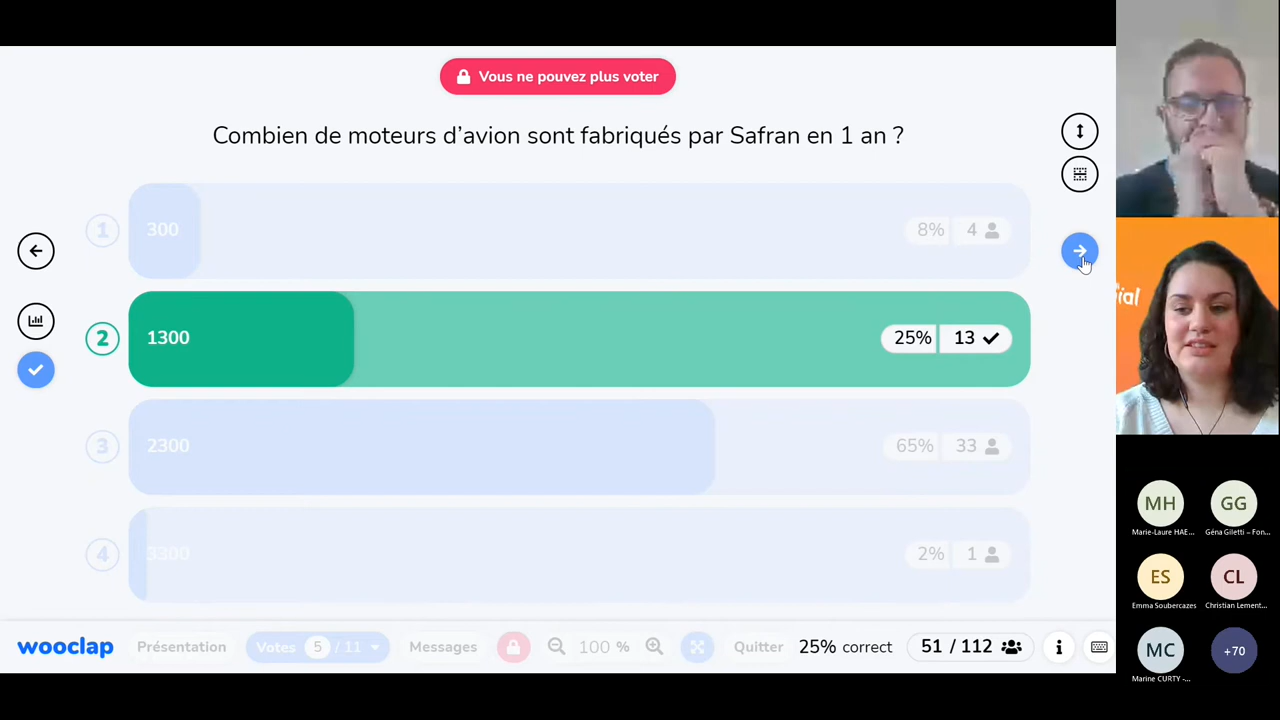 Vous ne pouvez plus voter
Combien de moteurs d'avion sont fabriqués par Safran en 1 an ?
1
300
8%
4
2
1300
25%
13
3
2300
65%
33
4
3300
2%
1
wooclap
Présentation
Votes 5 / 11
Messages
100 %
Quitter
25% correct
51 / 112
ial
MH
GG
Marie-Laure HAE...
Géna Giletti – Fon...
ES
CL
Emma Soubercazes
Christian Lement...
MC
+70
Marine CURTY -...